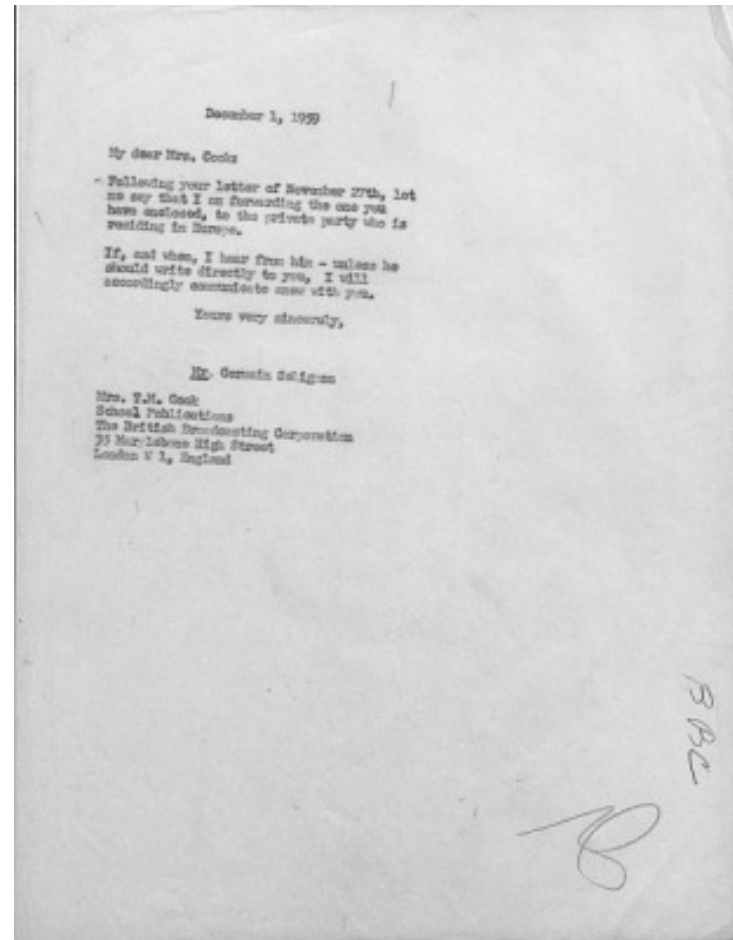 December 1, 1959
My dear Mrs. Cook:
Following your letter of November 27th, let
me say that I am forwarding the one you
have enclosed, to the private party who is
residing in Europe.
If, and when, I hear from him - unless he
should write directly to you, I will
accordingly communicate anew with you.
Yours very sincerely,
Mr. Germain Seligman
Mrs. T.M. Cook
School Publications
The British Broadcasting Corporation
35 Marylebone High Street
London W 1, England
BBC